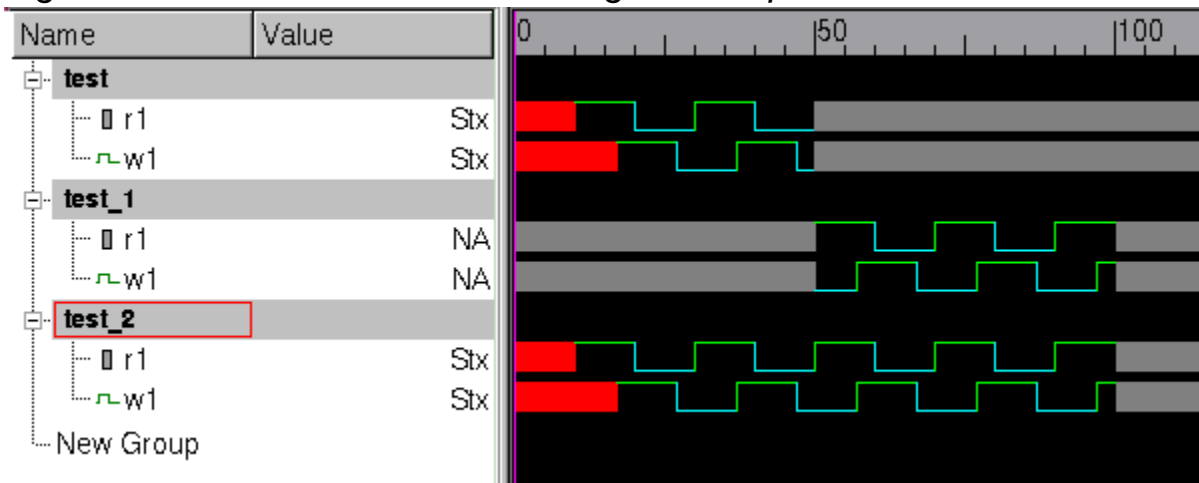 Name Value 0 50 100
test
r1 Stx
w1 Stx
test_1
r1 NA
w1 NA
test_2
r1 Stx
w1 Stx
New Group